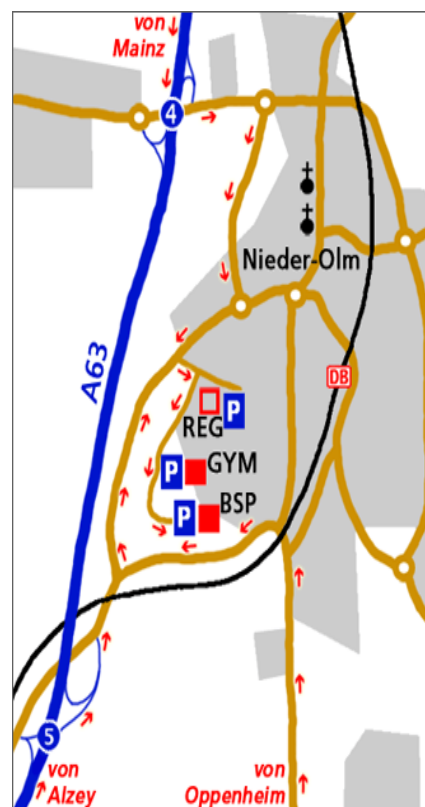 von
Mainz
4
Nieder-Olm
A63
DB
REG
P
P
GYM
BSP
P
5
von
Alzey
von
Oppenheim